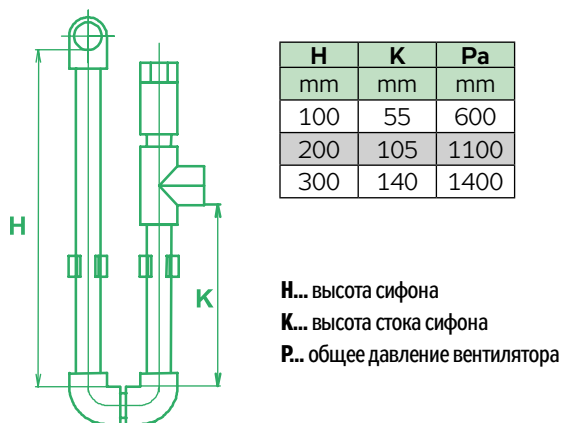 H
K
H K Pa
mm mm mm
100 55 600
200 105 1100
300 140 1400
H... высота сифона
K... высота стока сифона
P... общее давление вентилятора